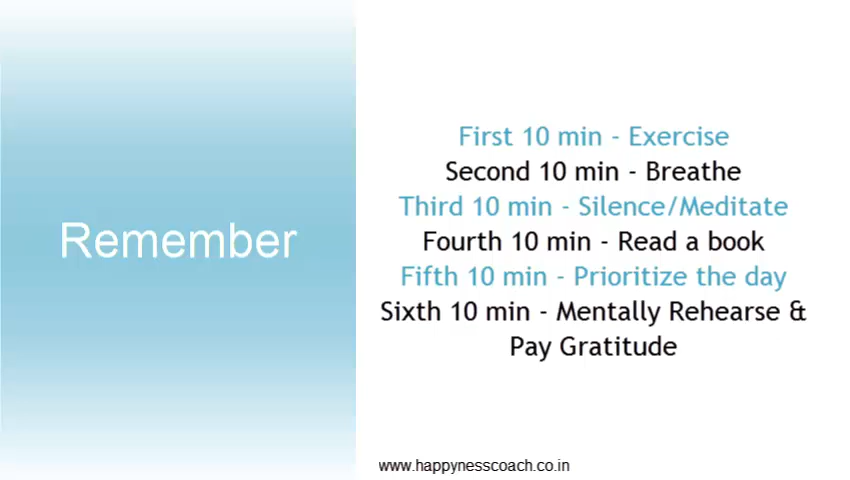 Remember
First 10 min - Exercise
Second 10 min - Breathe
Third 10 min - Silence/Meditate
Fourth 10 min - Read a book
Fifth 10 min - Prioritize the day
Sixth 10 min - Mentally Rehearse &
Pay Gratitude
www.happynesscoach.co.in